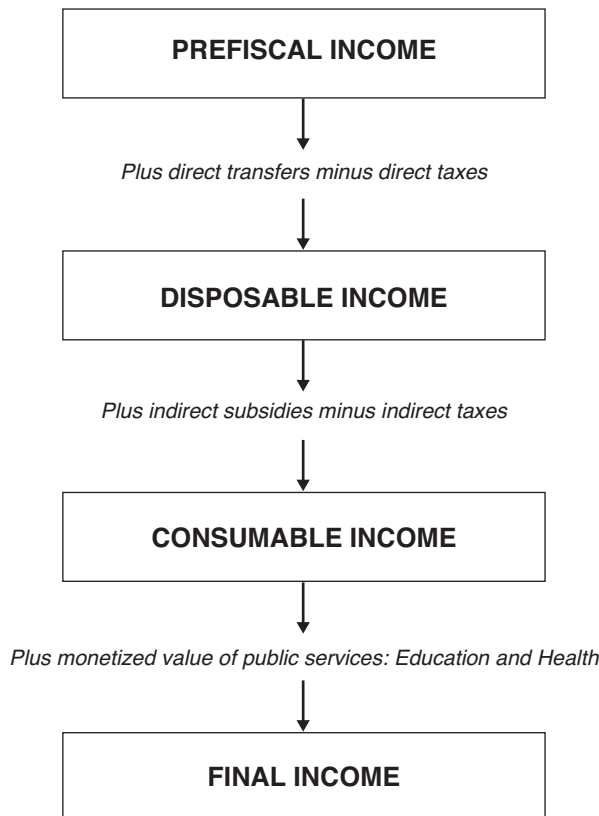 PREFISCAL INCOME
Plus direct transfers minus direct taxes
DISPOSABLE INCOME
Plus indirect subsidies minus indirect taxes
CONSUMABLE INCOME
Plus monetized value of public services: Education and Health
FINAL INCOME